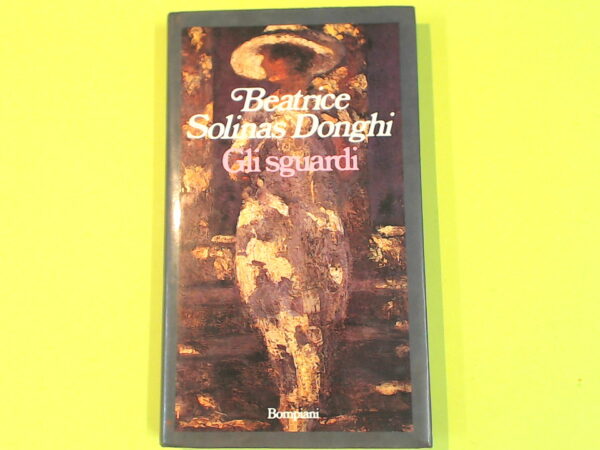 Beatrice
Solinas Donghi
Gli sguardi
Bompiani